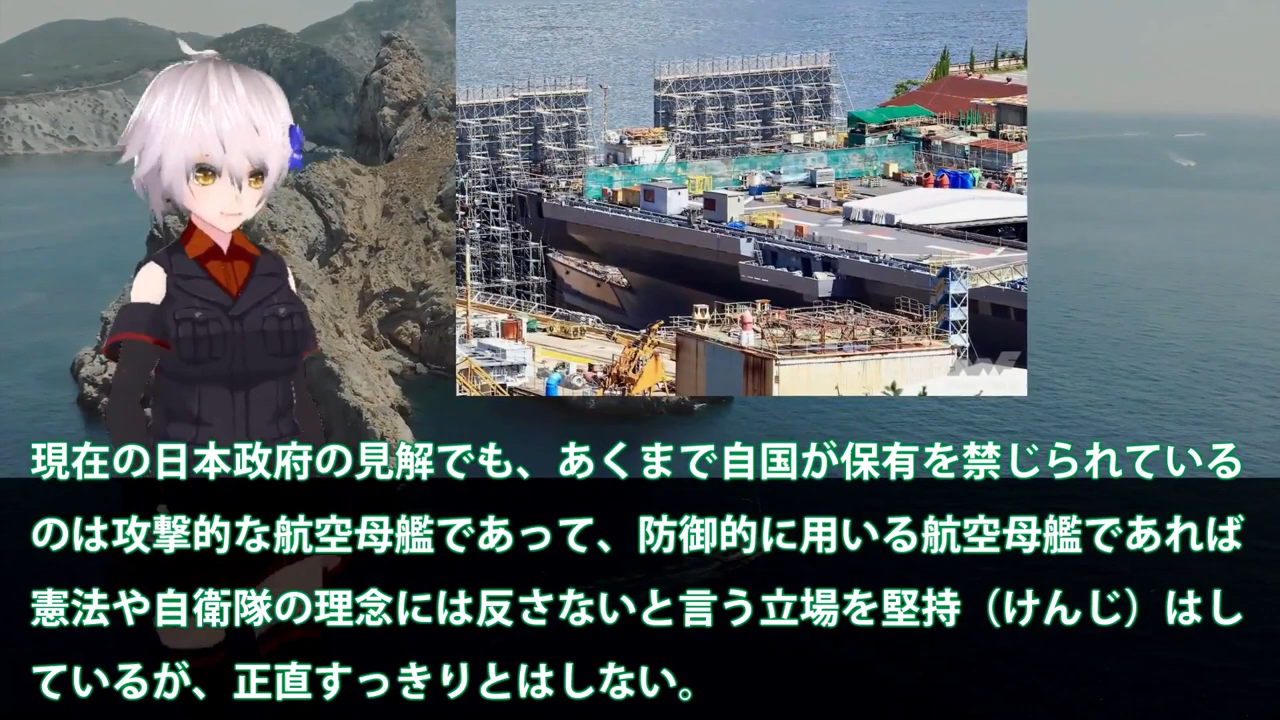 現在の日本政府の見解でも、あくまで自国が保有を禁じられている
のは攻撃的な航空母艦であって、防御的に用いる航空母艦であれば
憲法や自衛隊の理念には反さないと言う立場を堅持（けんじ）はし
ているが、正直すっきりとはしない。